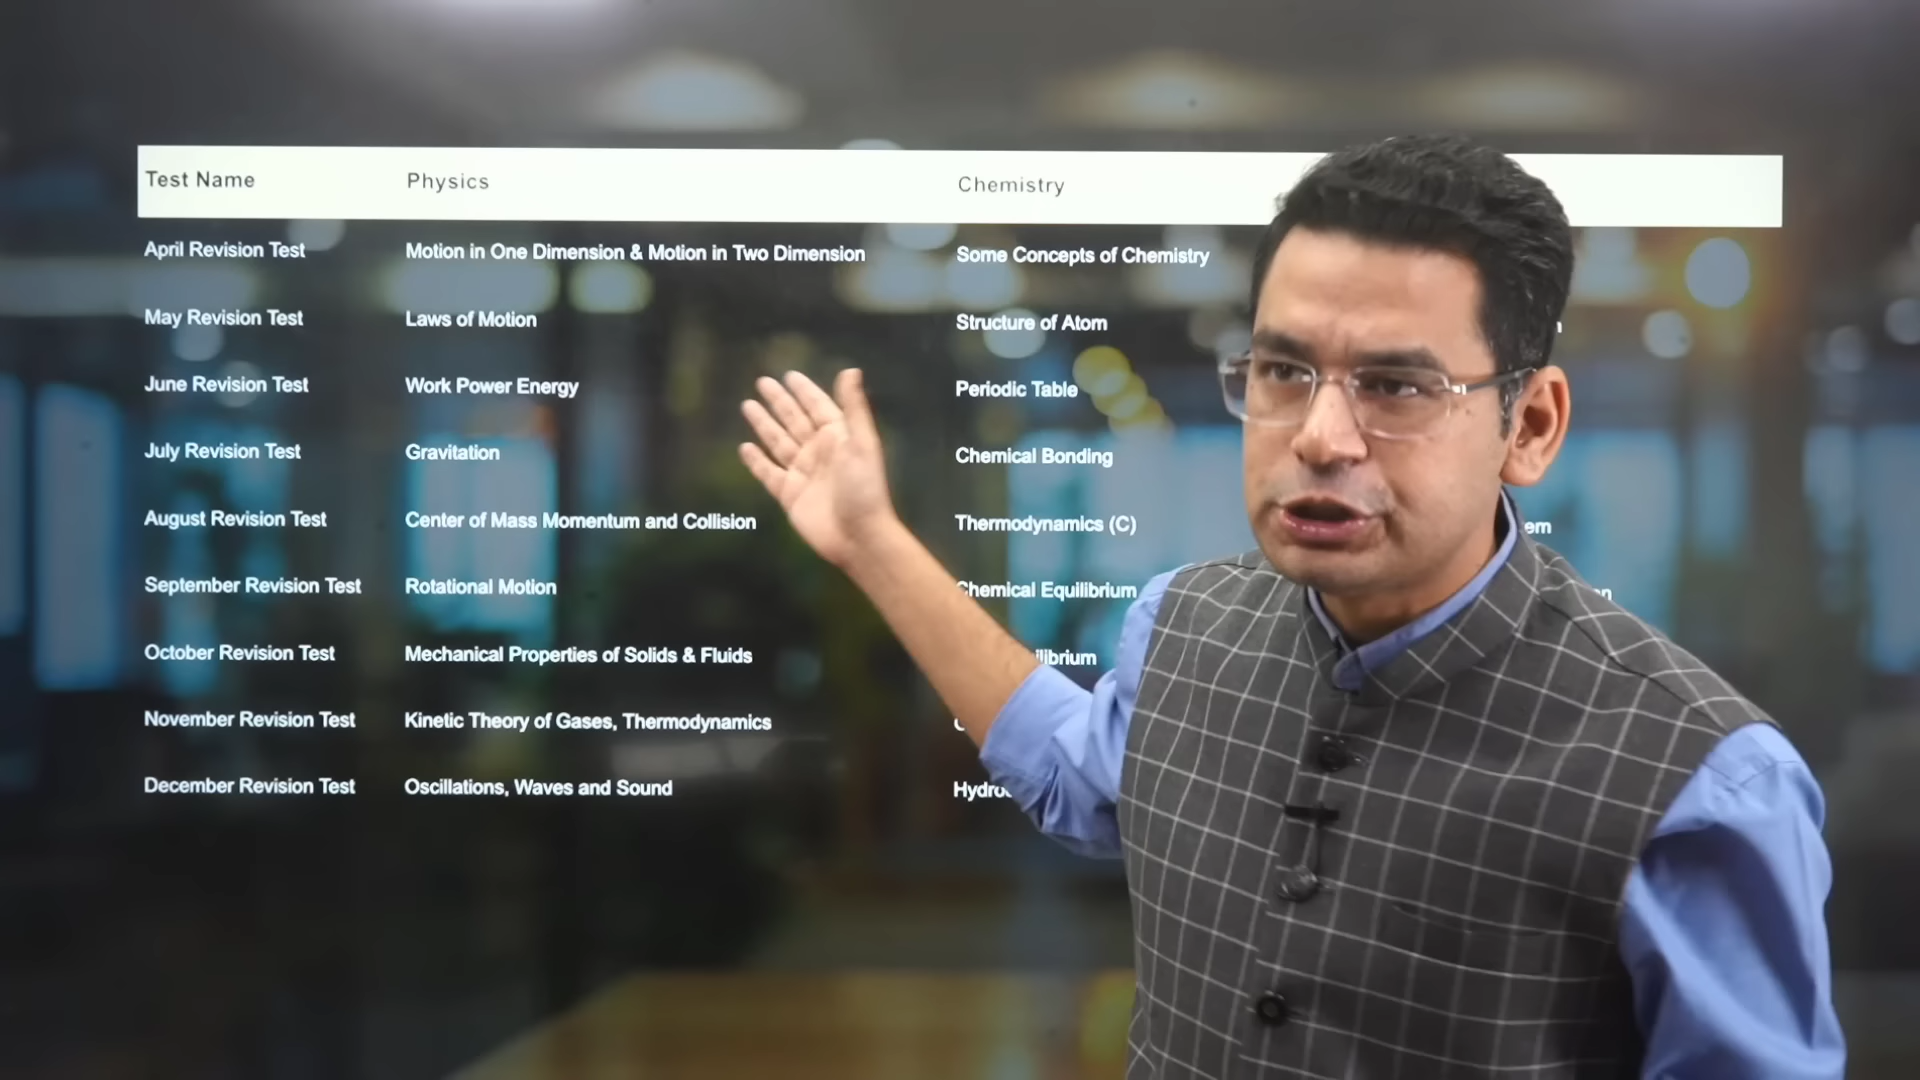 Test Name Physics Chemistry
April Revision Test Motion in One Dimension & Motion in Two Dimension Some Concepts of Chemistry
May Revision Test Laws of Motion Structure of Atom
June Revision Test Work Power Energy Periodic Table
July Revision Test Gravitation Chemical Bonding
August Revision Test Center of Mass Momentum and Collision Thermodynamics (C)
September Revision Test Rotational Motion Chemical Equilibrium
October Revision Test Mechanical Properties of Solids & Fluids
November Revision Test Kinetic Theory of Gases, Thermodynamics
December Revision Test Oscillations, Waves and Sound